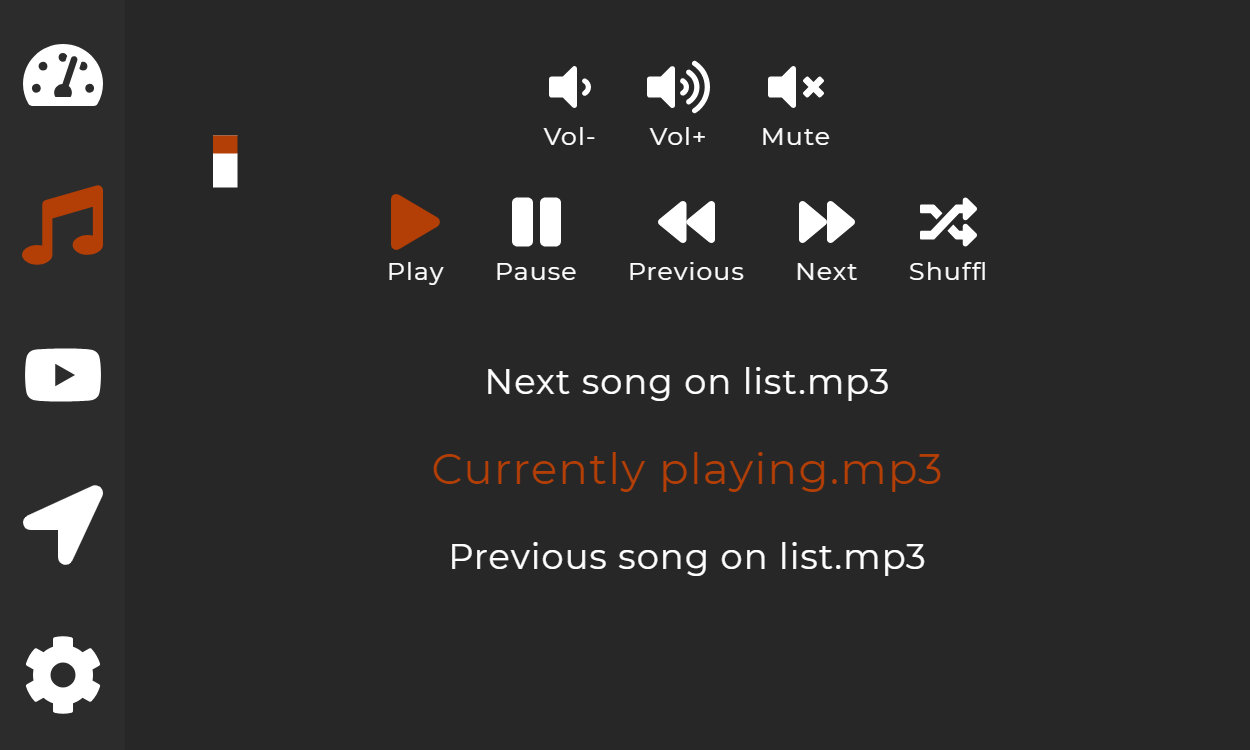 Vol- Vol+ Mute
Play Pause Previous Next Shuffl
Next song on list.mp3
Currently playing.mp3
Previous song on list.mp3